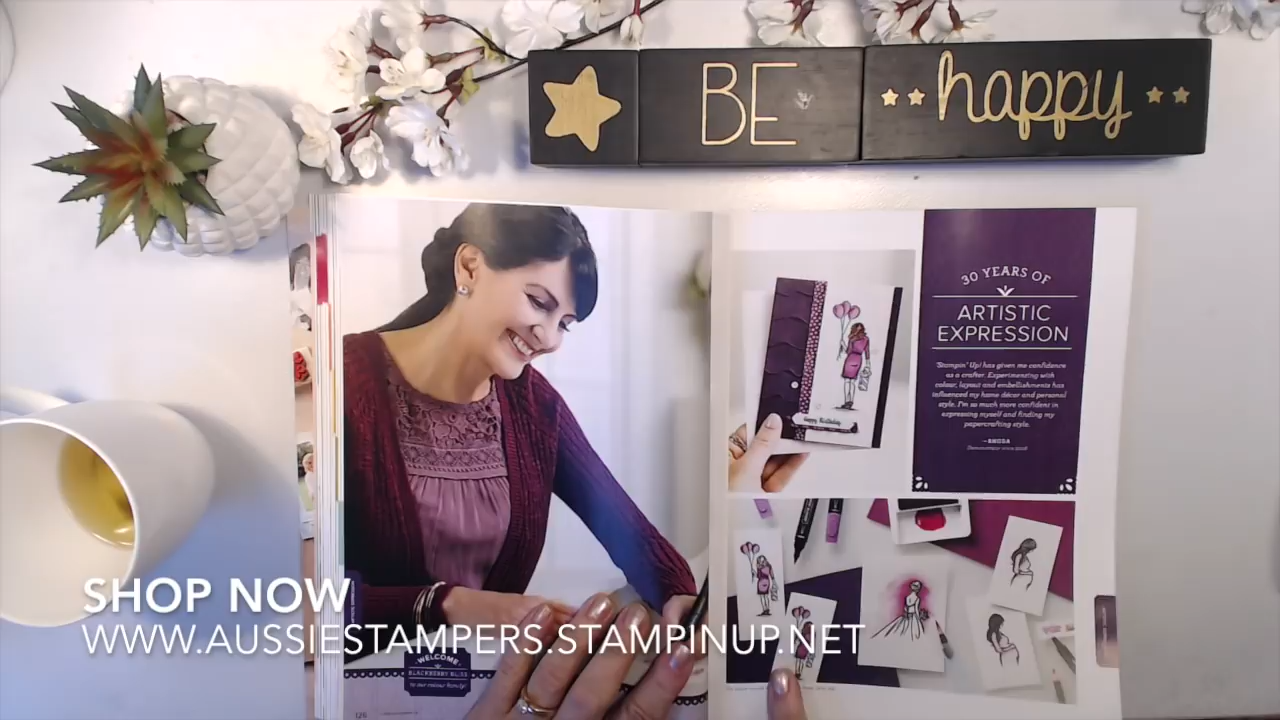 BE
happy
30 YEARS OF
ARTISTIC
EXPRESSION
"Stampin' Up! has given me confidence
as a crafter. Experimenting with
colour, layout and embellishments has
influenced my home décor and personal
style. I'm so much more confident in
expressing myself and finding my
papercrafting style.
—RHODA
Happy Birthday
SHOP NOW
WWW.AUSSIESTAMPERS.STAMPINUP.NET
WELCOME
BLACKBERRY BLISS
to our colour family!
126